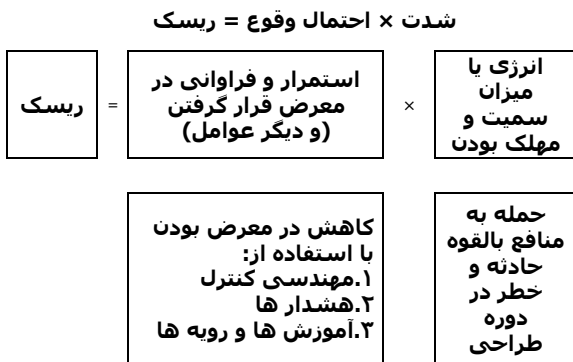 شدت × احتمال وقوع = ریسک
انرژی یا
میزان
سمیت و
مهلک بودن
×
استمرار و فراوانی در
معرض قرار گرفتن
(و دیگر عوامل)
=
ریسک
حمله به
منافع بالقوه
حادثه و
خطر در
دوره
طراحی
کاهش در معرض بودن
با استفاده از:
۱.مهندسی کنترل
۲.هشدار ها
۳.آموزش ها و رویه ها